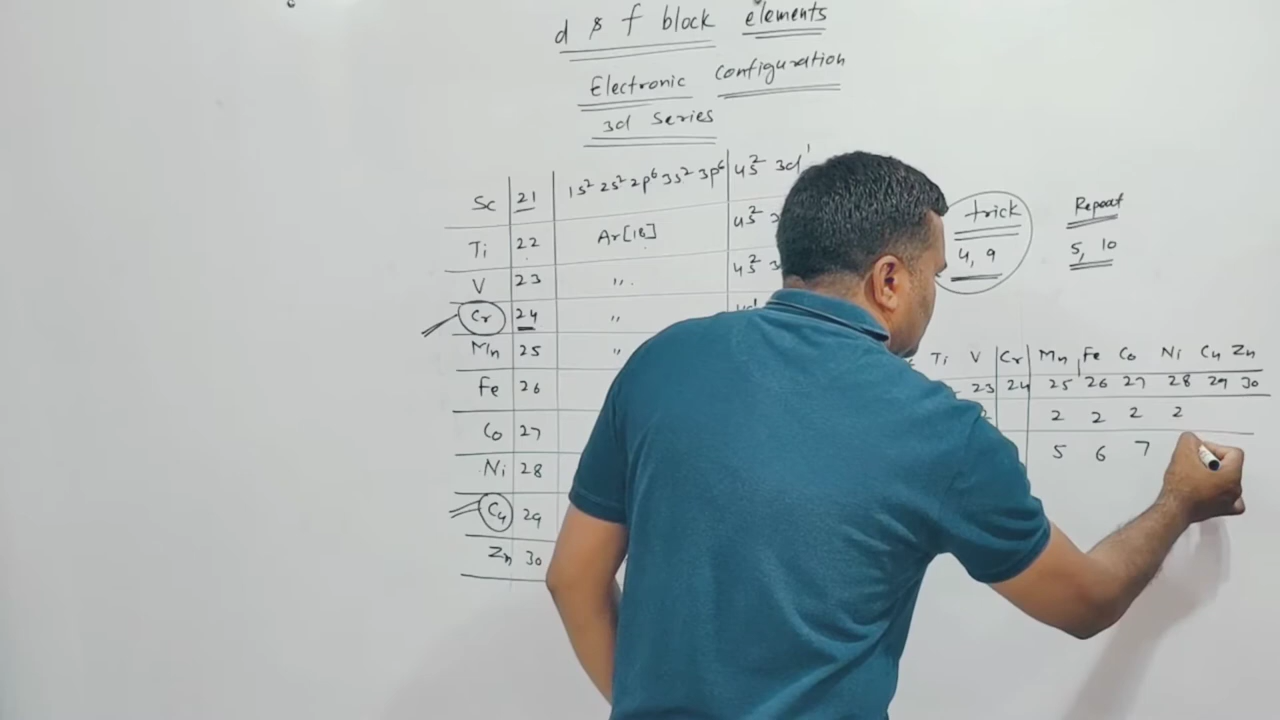 d & f block elements
Electronic Configuration
3d Series
Sc 21 1s² 2s² 2p⁶ 3s² 3p⁶ 4s² 3d¹
Ti 22 Ar[18] 4s²
V 23 " 4s² 3
Cr 24 "
Mn 25 "
Fe 26
Co 27
Ni 28
Cu 29
Zn 30
trick
4, 9
Repeat
5, 10
Ti V Cr Mn Fe Co Ni Cu Zn
23 24 25 26 27 28 29 30
2 2 2 2 2
5 6 7